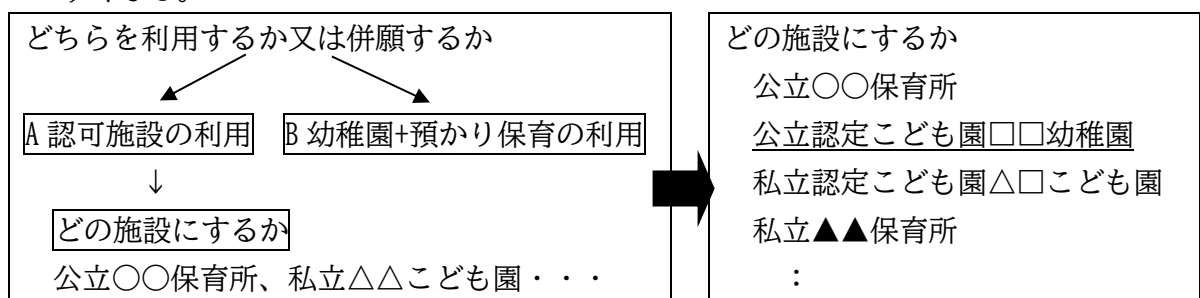 どちらを利用するか又は併願するか
A 認可施設の利用
B 幼稚園+預かり保育の利用
↓
どの施設にするか
公立○○保育所、私立△△こども園・・・
どの施設にするか
公立○○保育所
公立認定こども園□□幼稚園
私立認定こども園△□こども園
私立▲▲保育所
：